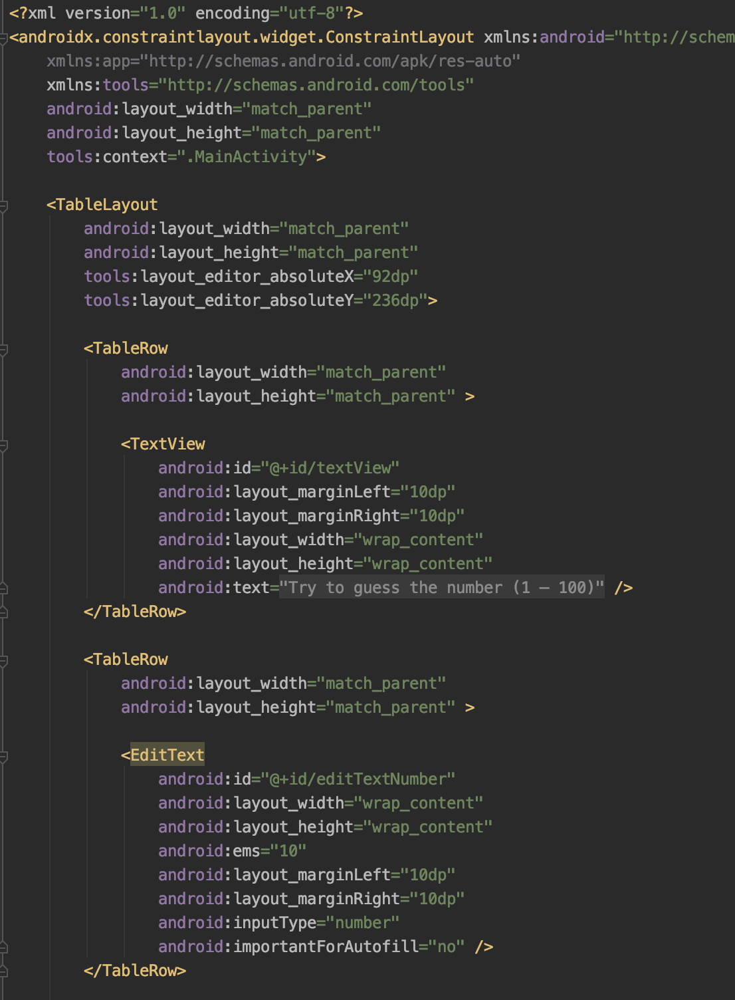 <?xml version="1.0" encoding="utf-8"?>
<androidx.constraintlayout.widget.ConstraintLayout xmlns:android="http://schem
xmlns:app="http://schemas.android.com/apk/res-auto"
xmlns:tools="http://schemas.android.com/tools"
android:layout_width="match_parent"
android:layout_height="match_parent"
tools:context=".MainActivity">
<TableLayout
android:layout_width="match_parent"
android:layout_height="match_parent"
tools:layout_editor_absoluteX="92dp"
tools:layout_editor_absoluteY="236dp">
<TableRow
android:layout_width="match_parent"
android:layout_height="match_parent" >
<TextView
android:id="@+id/textView"
android:layout_marginLeft="10dp"
android:layout_marginRight="10dp"
android:layout_width="wrap_content"
android:layout_height="wrap_content"
android:text="Try to guess the number (1 – 100)" />
</TableRow>
<TableRow
android:layout_width="match_parent"
android:layout_height="match_parent" >
<EditText
android:id="@+id/editTextNumber"
android:layout_width="wrap_content"
android:layout_height="wrap_content"
android:ems="10"
android:layout_marginLeft="10dp"
android:layout_marginRight="10dp"
android:inputType="number"
android:importantForAutofill="no" />
</TableRow>